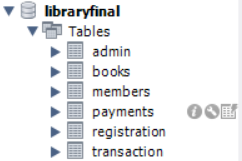 libraryfinal
Tables
admin
books
members
payments
registration
transaction